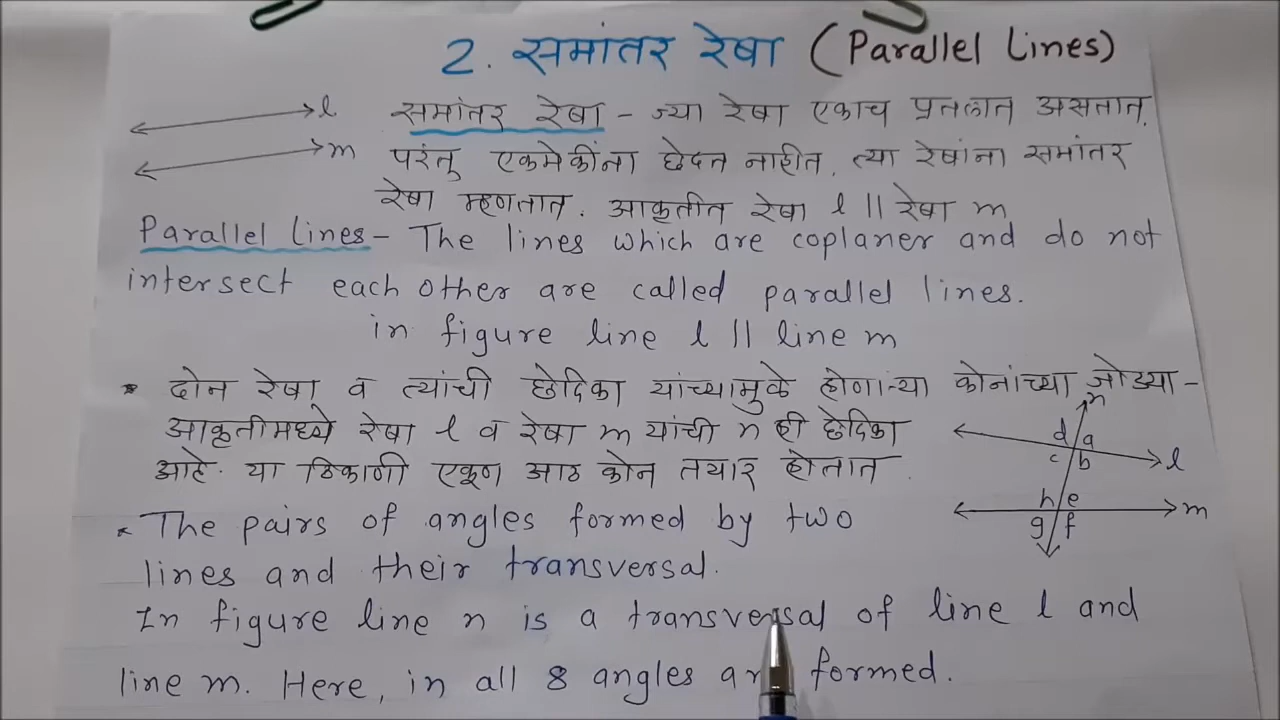 2. समांतर रेषा (Parallel Lines)
समांतर रेषा – ज्या रेषा एकाच प्रतलात असतात.
परंतु एकमेकींना छेदत नाहीत. त्या रेषांना समांतर
रेषा म्हणतात. आकृतीत रेषा l || रेषा m
l
m
Parallel Lines – The lines which are coplaner and do not
intersect each other are called parallel lines.
in figure line l || line m
* दोन रेषा व त्यांची छेदिका यांच्यामुळे होणाऱ्या कोनांच्या जोड्या –
आकृतीमध्ये रेषा l व रेषा m यांची n ही छेदिका
आहे. या ठिकाणी एकूण आठ कोन तयार होतात.
n
d a
c b
l
h e
g f
m
* The pairs of angles formed by two
lines and their transversal.
In figure line n is a transversal of line l and
line m. Here, in all 8 angles are formed.